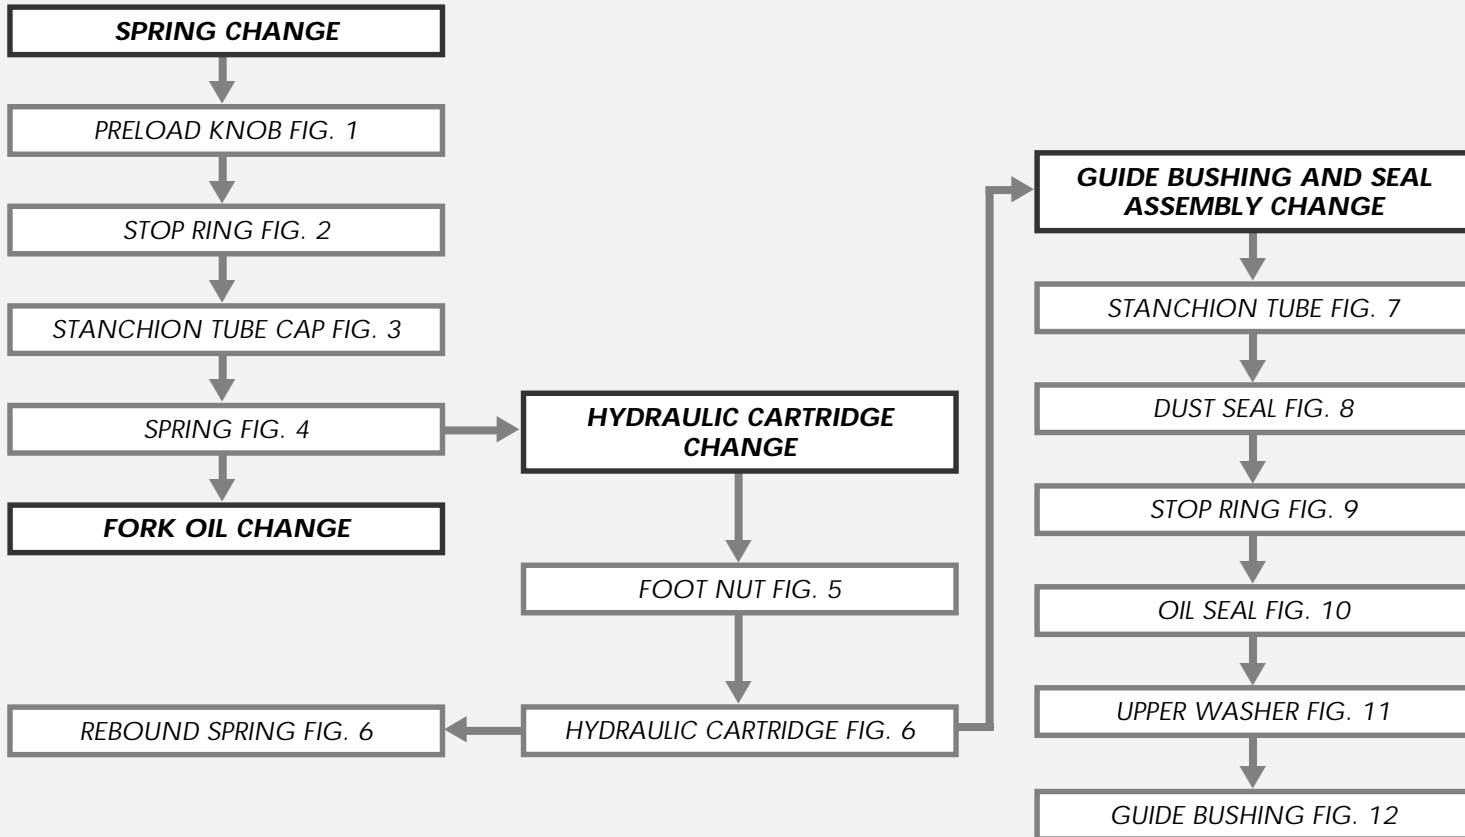 SPRING CHANGE
PRELOAD KNOB FIG. 1
STOP RING FIG. 2
STANCHION TUBE CAP FIG. 3
SPRING FIG. 4
FORK OIL CHANGE
HYDRAULIC CARTRIDGE
CHANGE
FOOT NUT FIG. 5
HYDRAULIC CARTRIDGE FIG. 6
REBOUND SPRING FIG. 6
GUIDE BUSHING AND SEAL
ASSEMBLY CHANGE
STANCHION TUBE FIG. 7
DUST SEAL FIG. 8
STOP RING FIG. 9
OIL SEAL FIG. 10
UPPER WASHER FIG. 11
GUIDE BUSHING FIG. 12